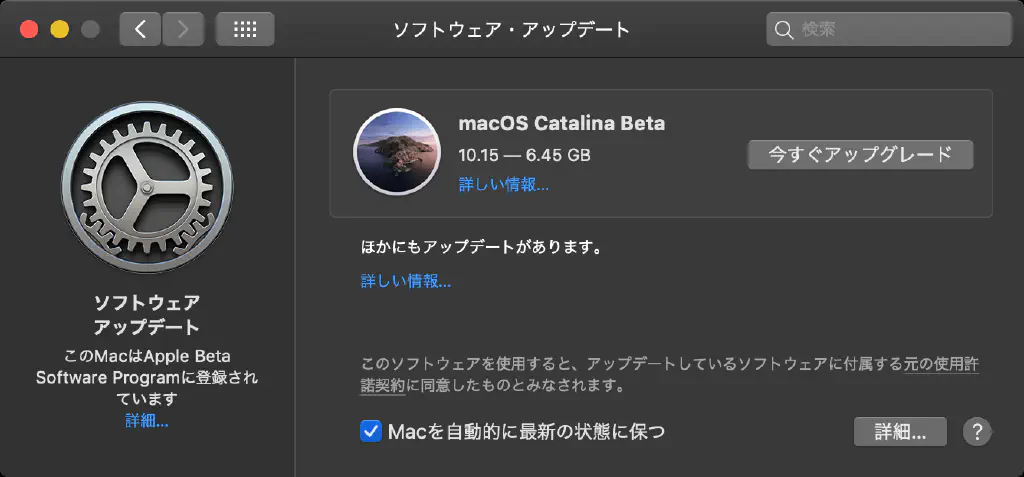 ソフトウェア・アップデート
検索
macOS Catalina Beta
10.15 — 6.45 GB
詳しい情報...
今すぐアップグレード
ほかにもアップデートがあります。
詳しい情報...
ソフトウェア
アップデート
このMacはApple Beta
Software Programに登録され
ています
詳細...
このソフトウェアを使用すると、アップデートしているソフトウェアに付属する元の使用許
諾契約に同意したものとみなされます。
Macを自動的に最新の状態に保つ
詳細...
?